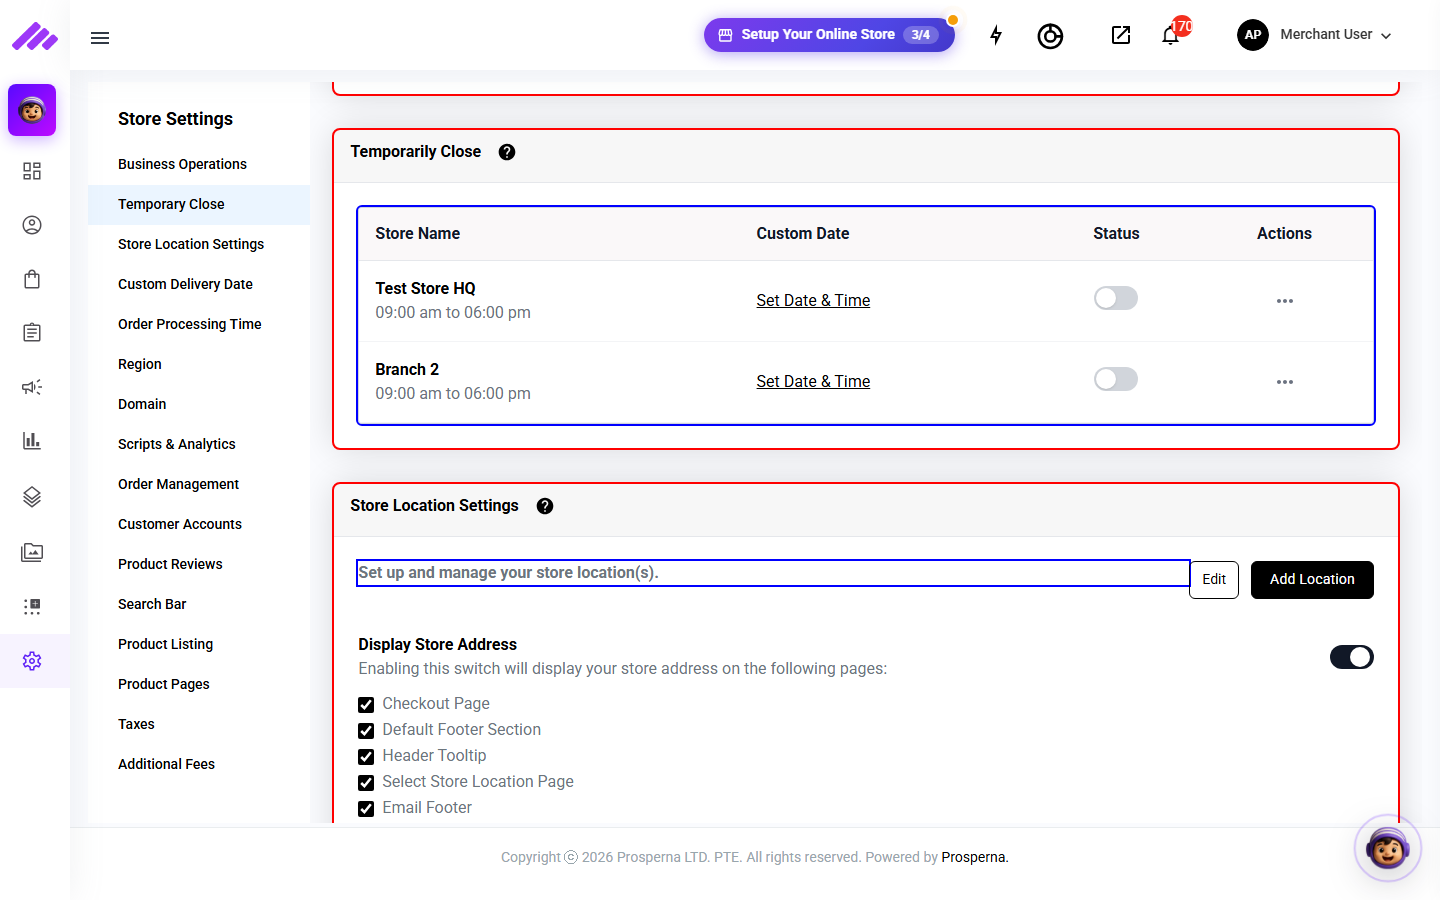 Setup Your Online Store 3/4
170
AP Merchant User
Store Settings
Business Operations
Temporary Close
Store Location Settings
Custom Delivery Date
Order Processing Time
Region
Domain
Scripts & Analytics
Order Management
Customer Accounts
Product Reviews
Search Bar
Product Listing
Product Pages
Taxes
Additional Fees
Temporarily Close
Store Name Custom Date Status Actions
Test Store HQ
09:00 am to 06:00 pm
Set Date & Time
Branch 2
09:00 am to 06:00 pm
Set Date & Time
Store Location Settings
Set up and manage your store location(s).
Edit
Add Location
Display Store Address
Enabling this switch will display your store address on the following pages:
Checkout Page
Default Footer Section
Header Tooltip
Select Store Location Page
Email Footer
Copyright © 2026 Prosperna LTD. PTE. All rights reserved. Powered by Prosperna.